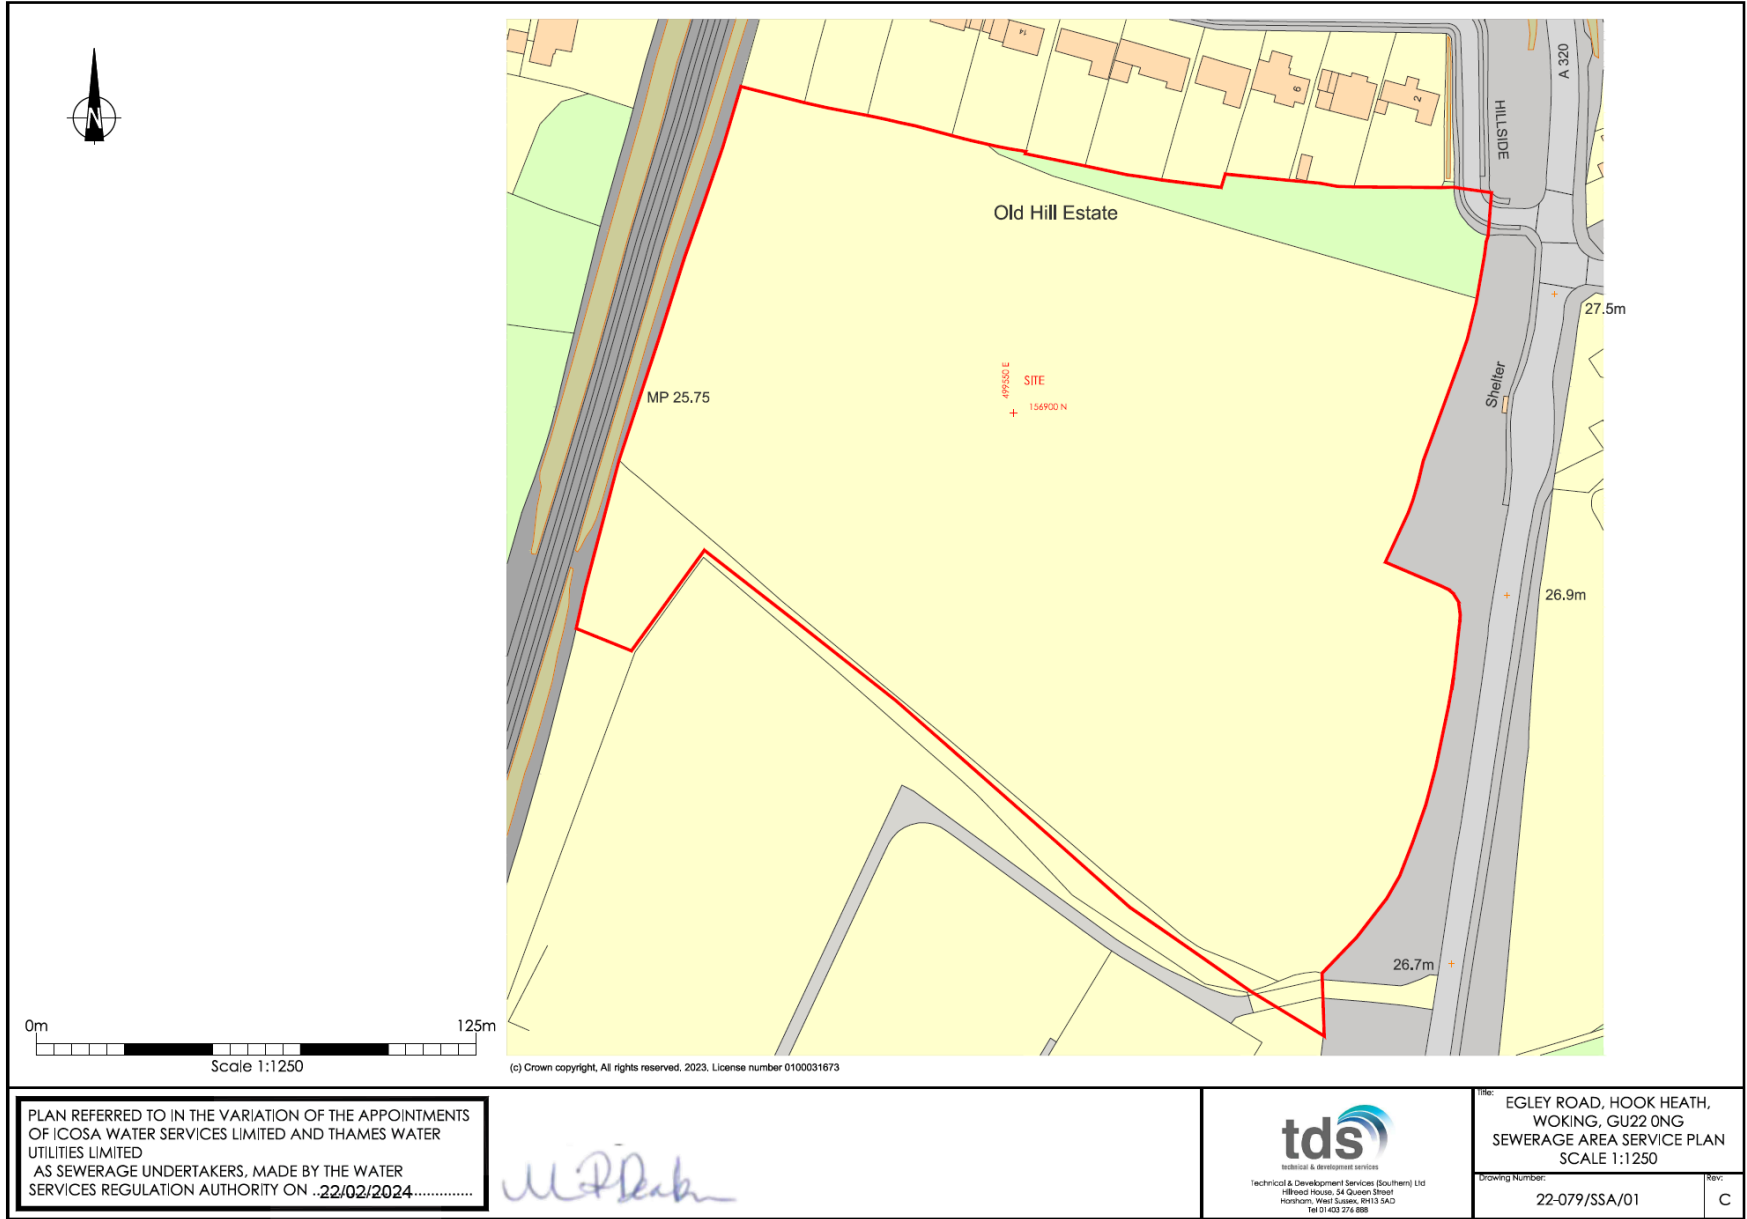 N
14
6
2
HILLSIDE
A 320
Old Hill Estate
27.5m
MP 25.75
499550 E
SITE
156900 N
Shelter
26.9m
26.7m
0m
125m
Scale 1:1250
(c) Crown copyright, All rights reserved, 2023, License number 0100031673
PLAN REFERRED TO IN THE VARIATION OF THE APPOINTMENTS
OF ICOSA WATER SERVICES LIMITED AND THAMES WATER
UTILITIES LIMITED
AS SEWERAGE UNDERTAKERS, MADE BY THE WATER
SERVICES REGULATION AUTHORITY ON ..22/02/2024..............
tds
technical & development services
Technical & Development Services (Southern) Ltd
Hillreed House, 54 Queen Street
Horsham, West Sussex, RH13 5AD
Tel 01403 276 888
Title:
EGLEY ROAD, HOOK HEATH,
WOKING, GU22 0NG
SEWERAGE AREA SERVICE PLAN
SCALE 1:1250
Drawing Number:
22-079/SSA/01
Rev:
C